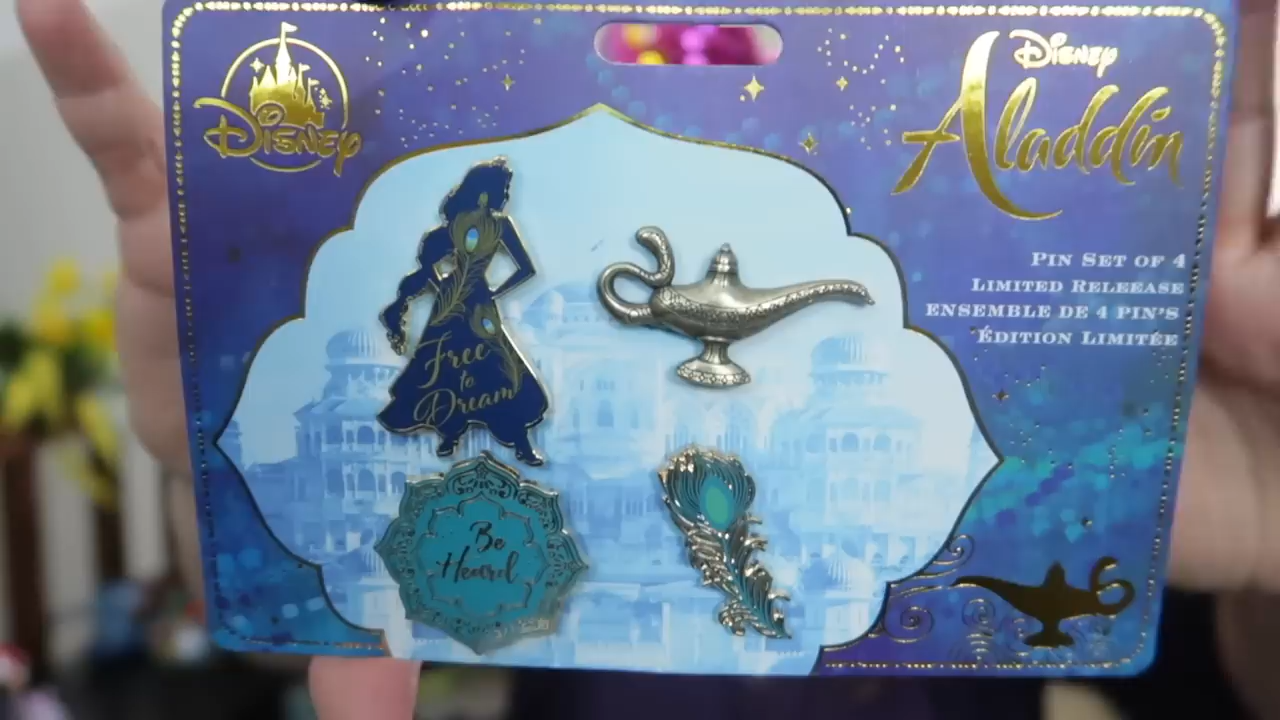 Disney
Disney
Aladdin
PIN SET OF 4
LIMITED RELEEASE
ENSEMBLE DE 4 PIN'S
ÉDITION LIMITÉE
Free
to
Dream
Be
Heard